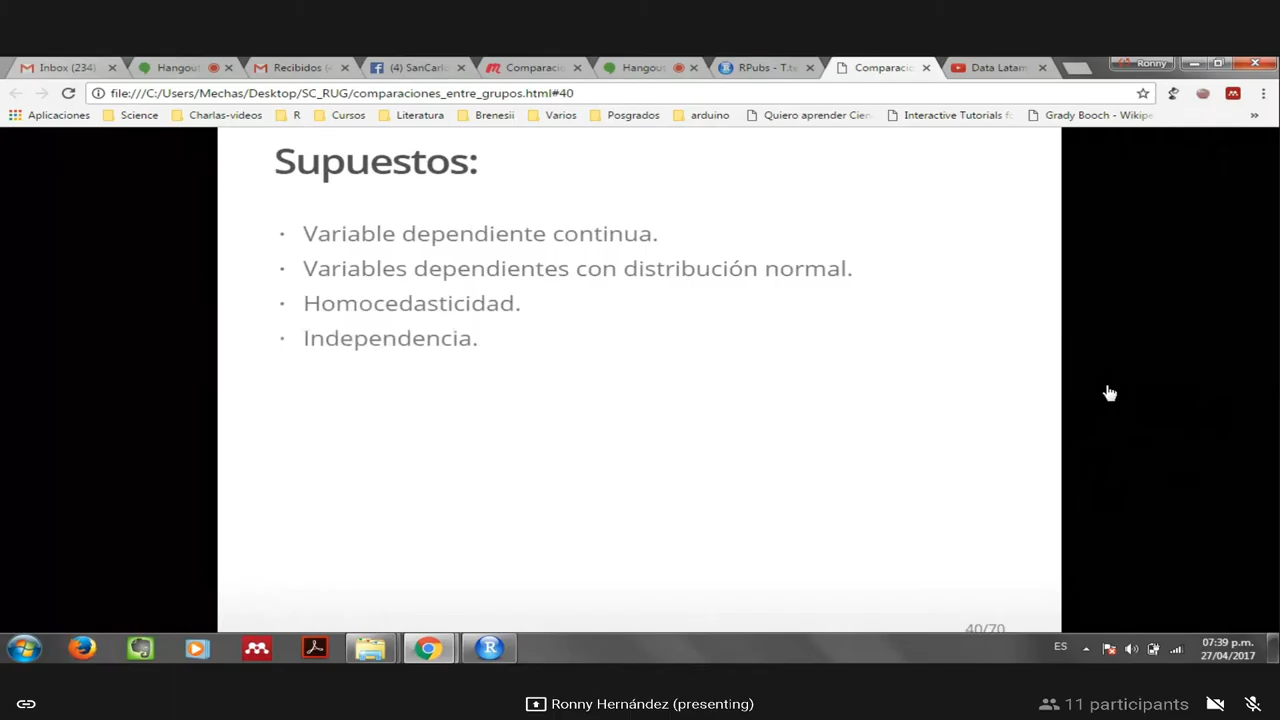 Inbox (234)
Hangout
Recibidos (
(4) SanCarl
Comparacio
Hangout
RPubs - T.te
Comparacio
Data Latam
Ronny
file:///C:/Users/Mechas/Desktop/SC_RUG/comparaciones_entre_grupos.html#40
Aplicaciones
Science
Charlas-videos
R
Cursos
Literatura
Brenesii
Varios
Posgrados
arduino
Quiero aprender Cien
Interactive Tutorials f
Grady Booch - Wikipe
»
Supuestos:
· Variable dependiente continua.
· Variables dependientes con distribución normal.
· Homocedasticidad.
· Independencia.
40/70
ES
07:39 p.m.
27/04/2017
Ronny Hernández (presenting)
11 participants